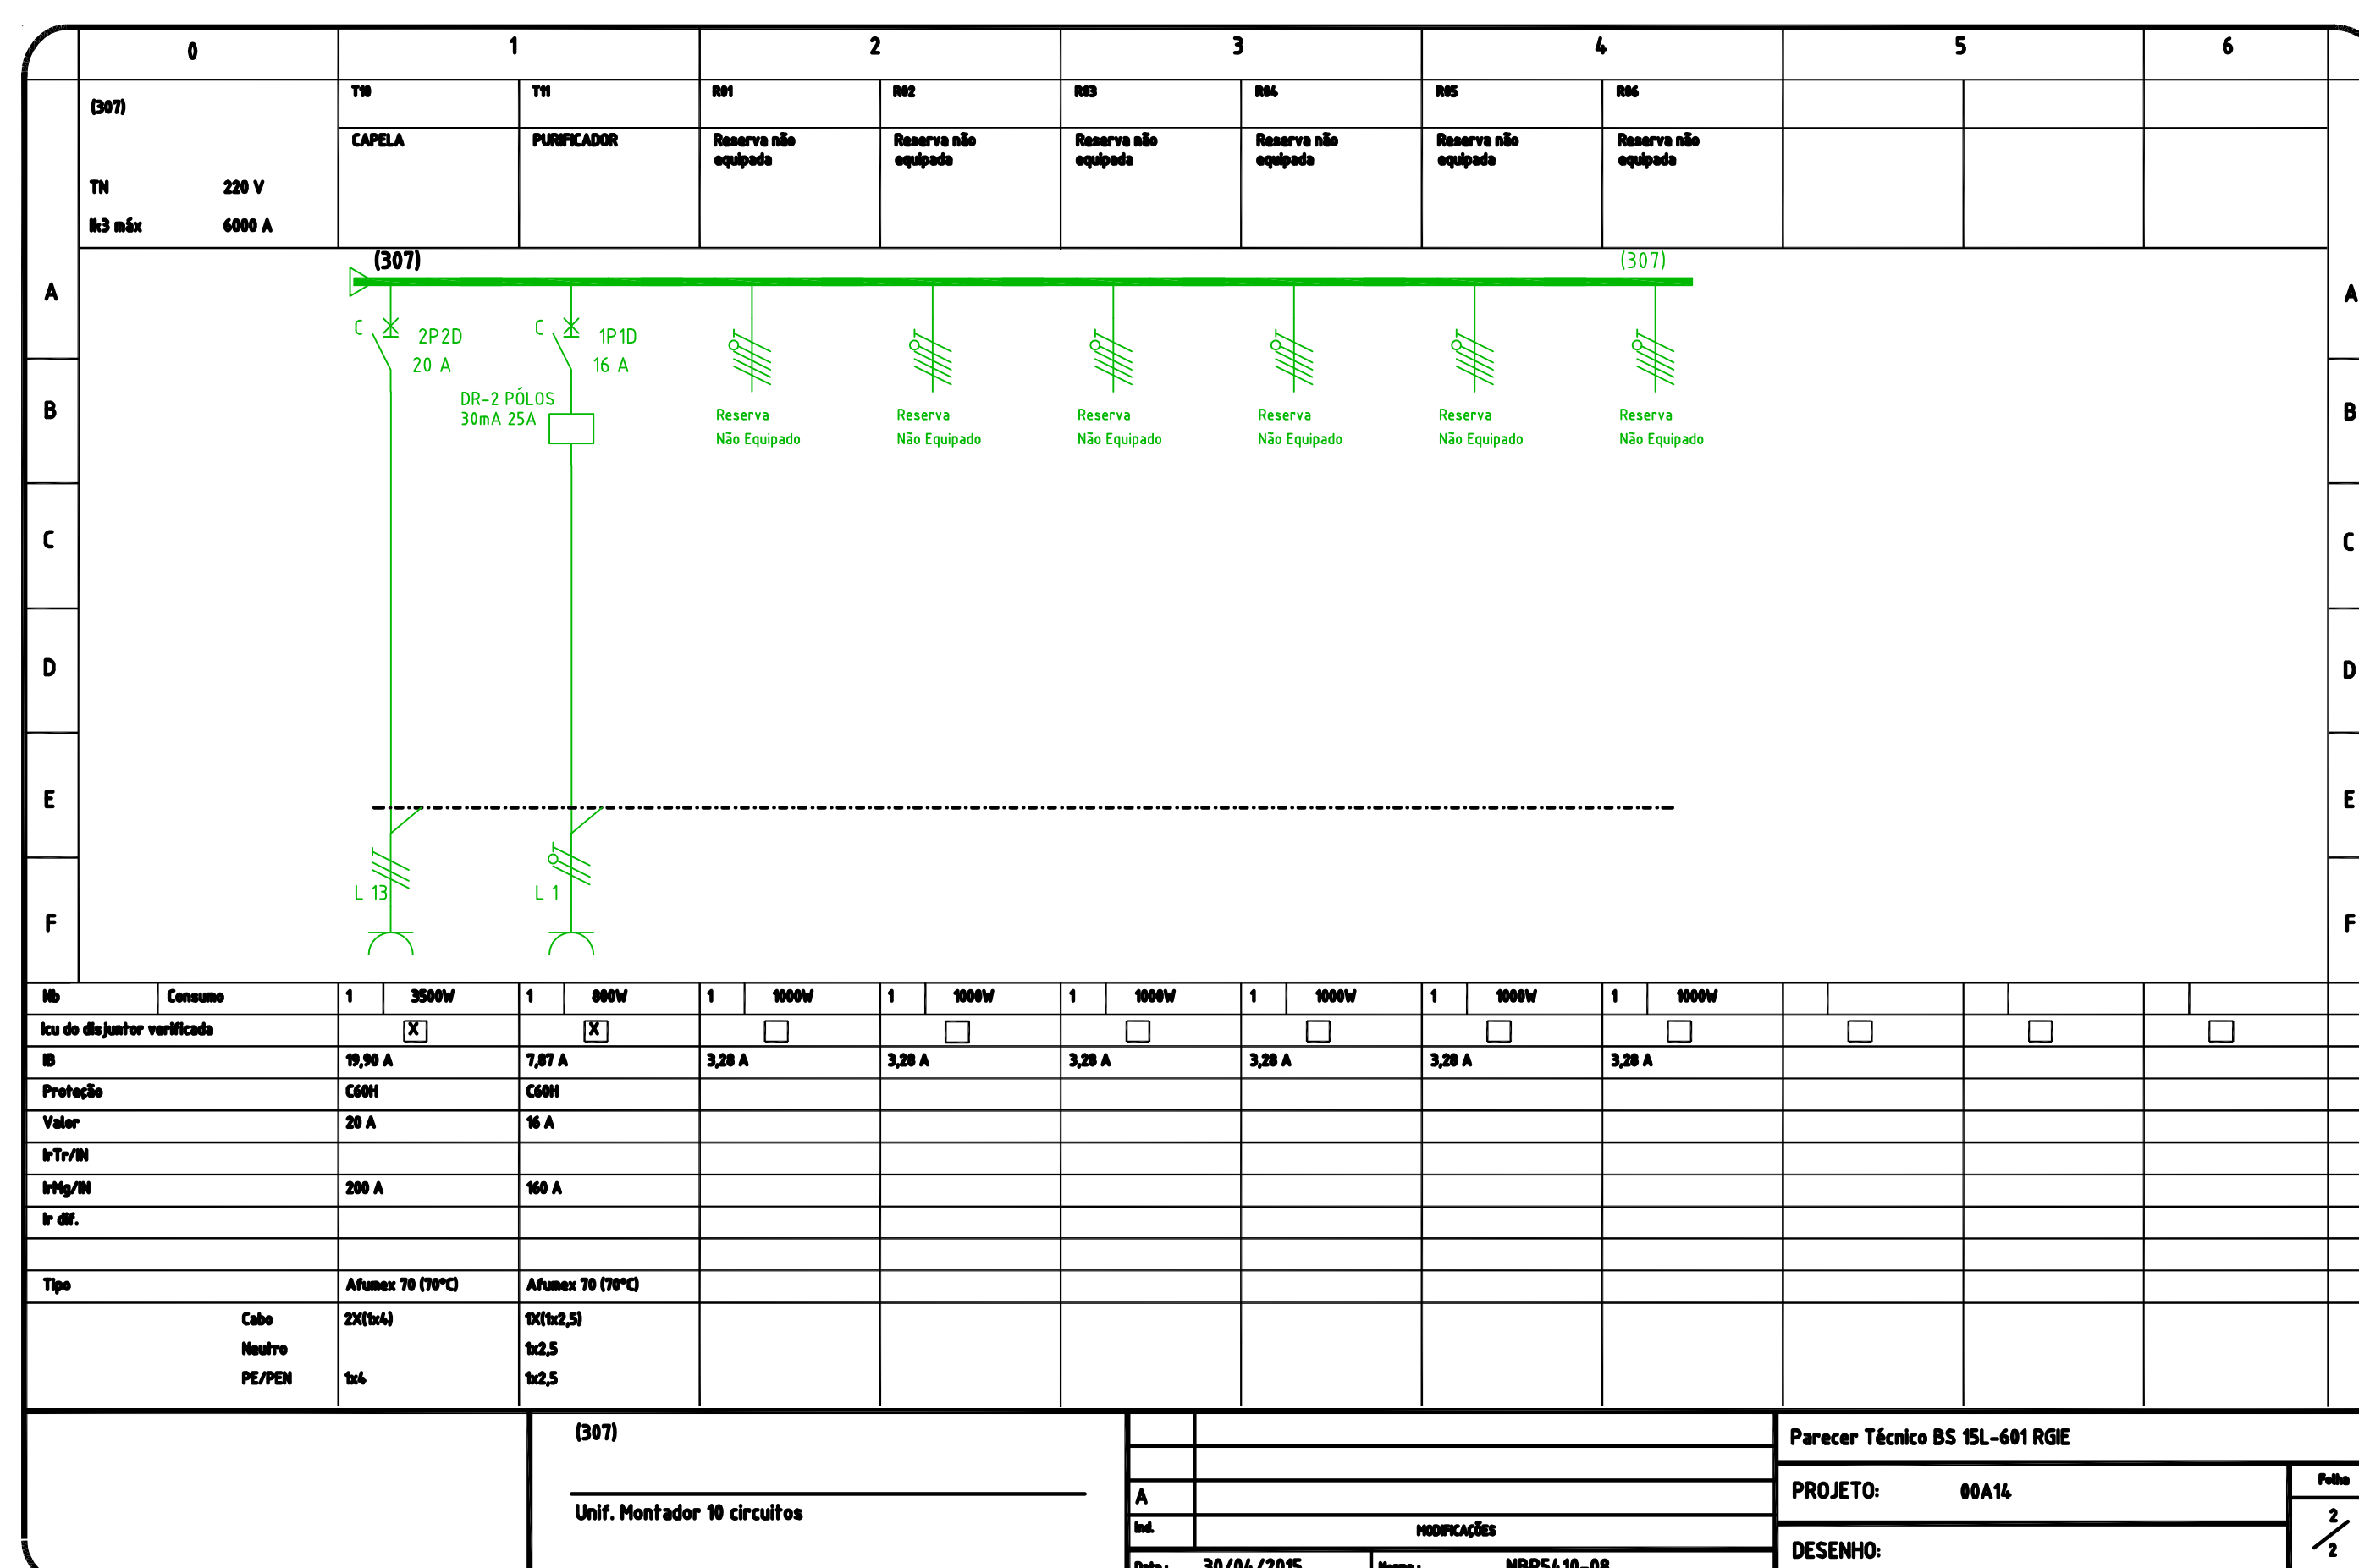 0 1 2 3 4 5 6
(307) T10 T11 R01 R02 R03 R04 R05 R06
CAPELA PURIFICADOR Reserva não equipada Reserva não equipada Reserva não equipada Reserva não equipada Reserva não equipada Reserva não equipada
TN 220 V
Ik3 máx 6000 A
(307) (307)
A A
C 2P2D C 1P1D
20 A 16 A
DR-2 PÓLOS
30mA 25A
B B
Reserva Reserva Reserva Reserva Reserva Reserva
Não Equipado Não Equipado Não Equipado Não Equipado Não Equipado Não Equipado
C C
D D
E E
L 13 L 1
F F
Nb Consumo 1 3500W 1 800W 1 1000W 1 1000W 1 1000W 1 1000W 1 1000W 1 1000W
Icu do disjuntor verificada X X
IB 19,90 A 7,87 A 3,28 A 3,28 A 3,28 A 3,28 A 3,28 A 3,28 A
Proteção C60H C60H
Valor 20 A 16 A
IrTr/IN
IrMg/IN 200 A 160 A
Ir dif.
Tipo Afumex 70 (70°C) Afumex 70 (70°C)
Cabo 2X(1x4) 1X(1x2,5)
Neutro 1x2,5
PE/PEN 1x4 1x2,5
(307)
Unif. Montador 10 circuitos
A
Ind. MODIFICAÇÕES
Data : 30/04/2015 Norma : NBR5410-08
Parecer Técnico BS 15L-601 RGIE
PROJETO: 00A14
Folha
2/2
DESENHO: